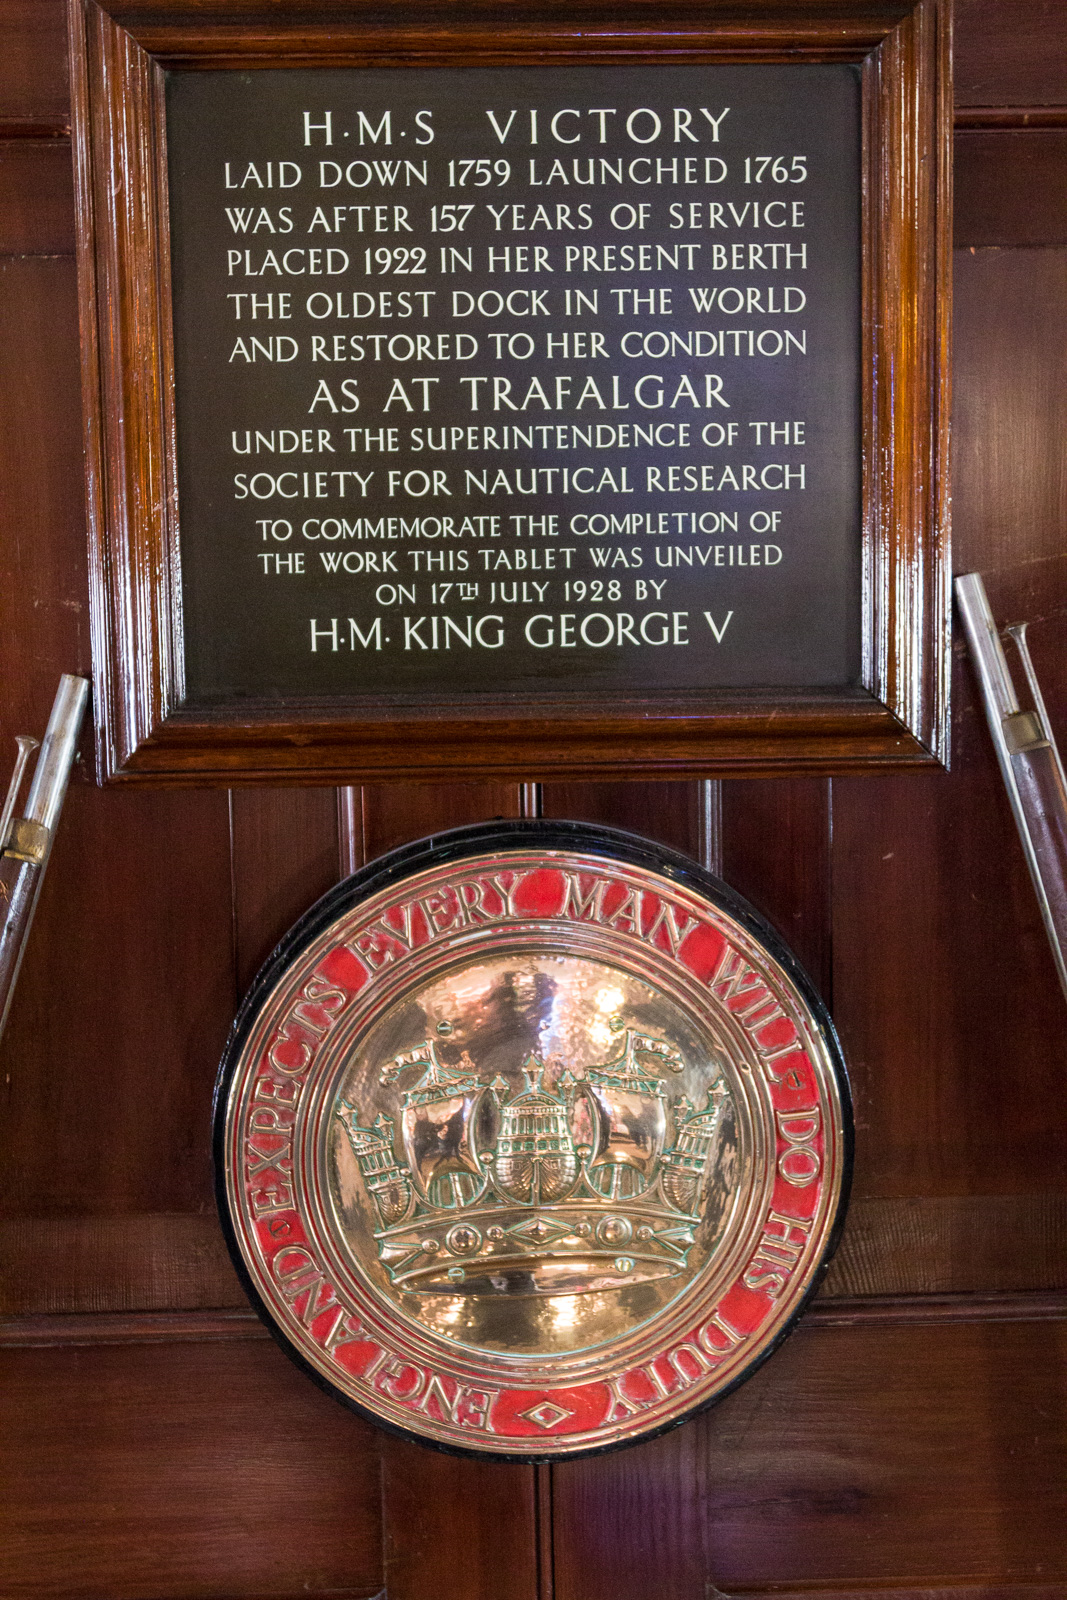 H·M·S VICTORY
LAID DOWN 1759 LAUNCHED 1765
WAS AFTER 157 YEARS OF SERVICE
PLACED 1922 IN HER PRESENT BERTH
THE OLDEST DOCK IN THE WORLD
AND RESTORED TO HER CONDITION
AS AT TRAFALGAR
UNDER THE SUPERINTENDENCE OF THE
SOCIETY FOR NAUTICAL RESEARCH
TO COMMEMORATE THE COMPLETION OF
THE WORK THIS TABLET WAS UNVEILED
ON 17TH JULY 1928 BY
H·M· KING GEORGE V
ENGLAND EXPECTS EVERY MAN WILL DO HIS DUTY